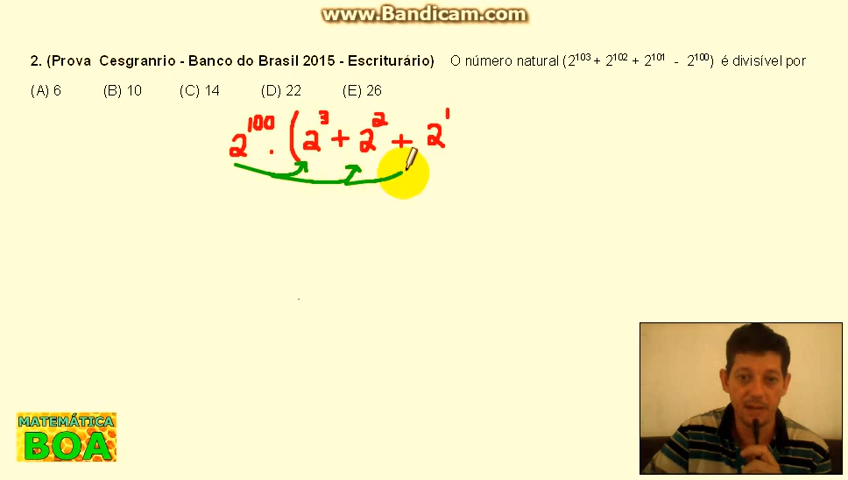 www.Bandicam.com
2. (Prova Cesgranrio - Banco do Brasil 2015 - Escriturário) O número natural (2¹⁰³ + 2¹⁰² + 2¹⁰¹ - 2¹⁰⁰) é divisível por
(A) 6 (B) 10 (C) 14 (D) 22 (E) 26
2¹⁰⁰ . (2³ + 2² + 2¹
MATEMÁTICA
BOA